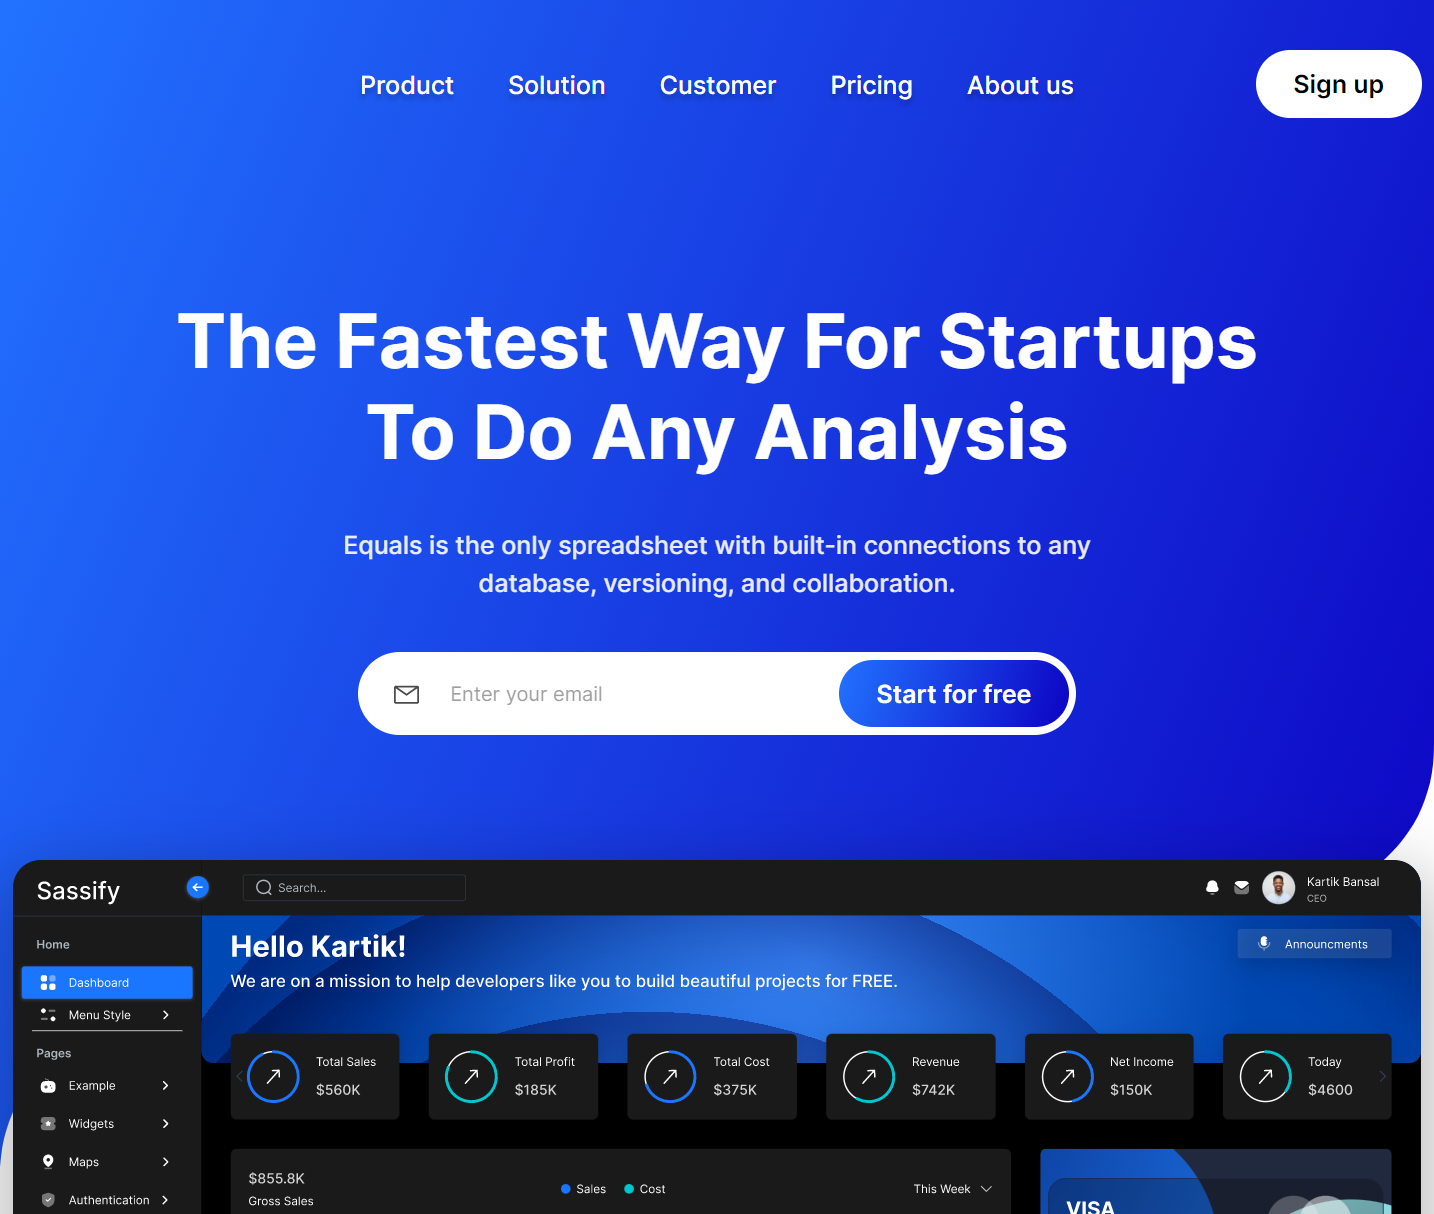 Product
Solution
Customer
Pricing
About us
Sign up
The Fastest Way For Startups
To Do Any Analysis
Equals is the only spreadsheet with built-in connections to any
database, versioning, and collaboration.
Enter your email
Start for free
Sassify
Search...
Kartik Bansal
CEO
Home
Dashboard
Menu Style
Pages
Example
Widgets
Maps
Authentication
Hello Kartik!
We are on a mission to help developers like you to build beautiful projects for FREE.
Announcments
Total Sales
$560K
Total Profit
$185K
Total Cost
$375K
Revenue
$742K
Net Income
$150K
Today
$4600
$855.8K
Gross Sales
Sales
Cost
This Week
VISA